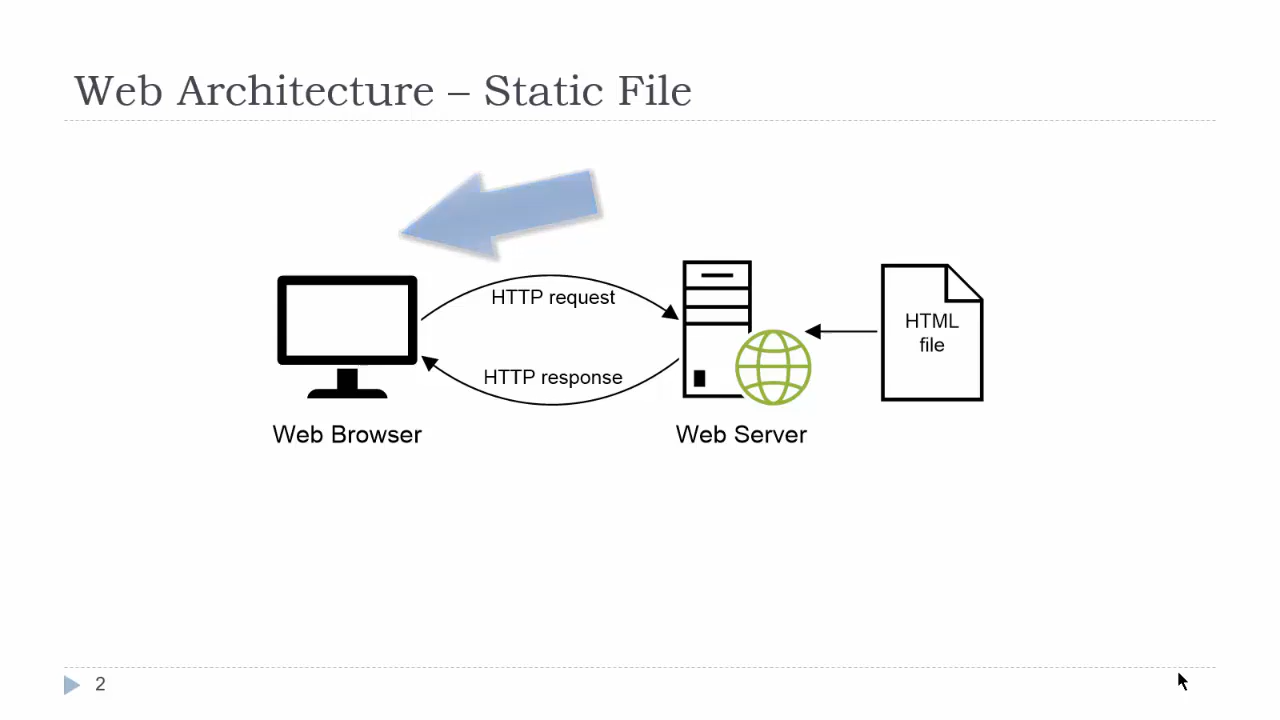 Web Architecture – Static File
HTTP request
HTML
file
HTTP response
Web Browser
Web Server
2